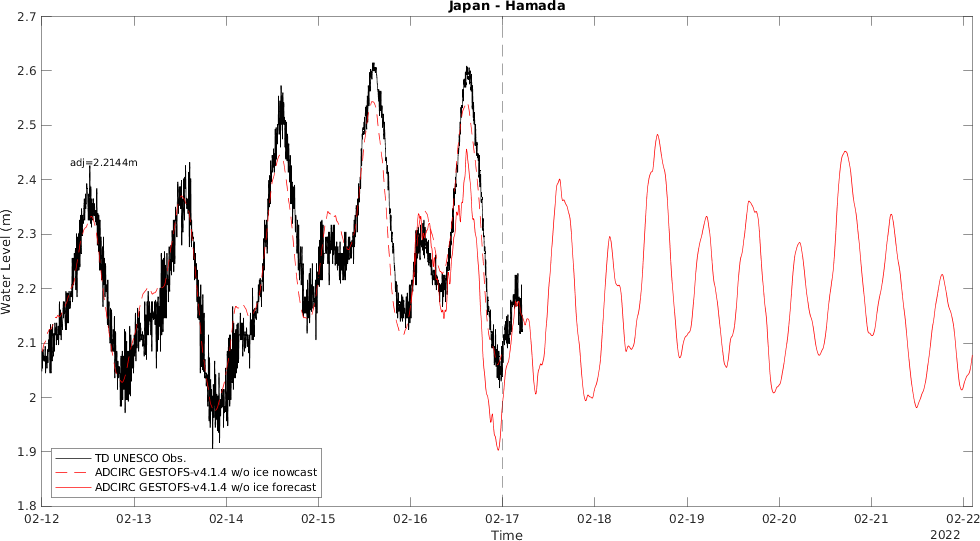 Japan - Hamada
2.7
2.6
2.5
2.4
2.3
2.2
2.1
2
1.9
1.8
Water Level (m)
adj=2.2144m
TD UNESCO Obs.
ADCIRC GESTOFS-v4.1.4 w/o ice nowcast
ADCIRC GESTOFS-v4.1.4 w/o ice forecast
02-12 02-13 02-14 02-15 02-16 02-17 02-18 02-19 02-20 02-21 02-22
Time
2022